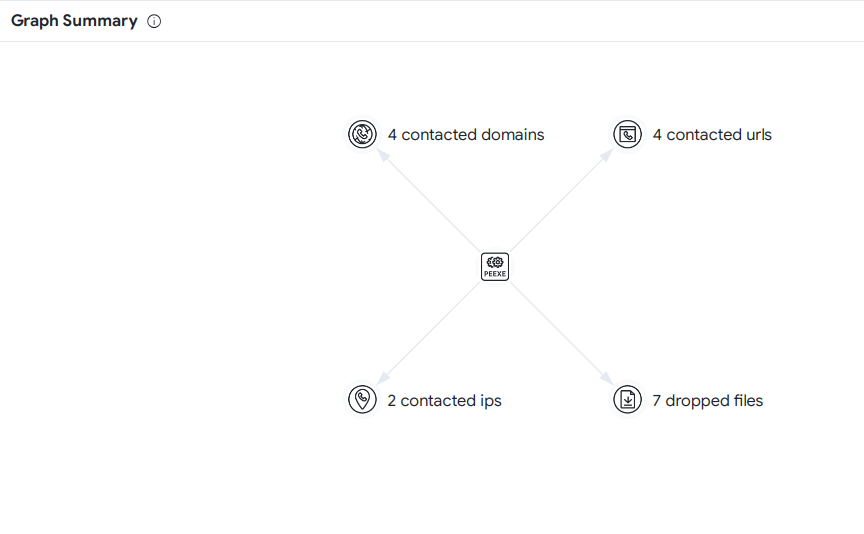 Graph Summary
4 contacted domains
4 contacted urls
PEEXE
2 contacted ips
7 dropped files